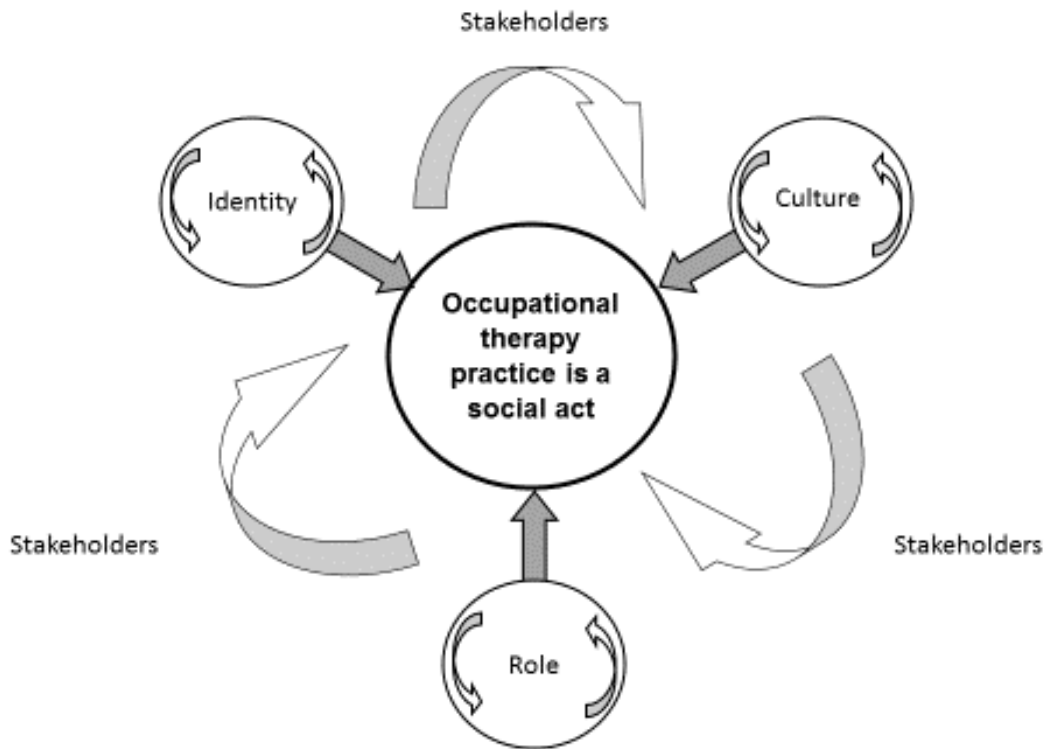 Stakeholders
Identity
Culture
Occupational
therapy
practice is a
social act
Stakeholders
Stakeholders
Role